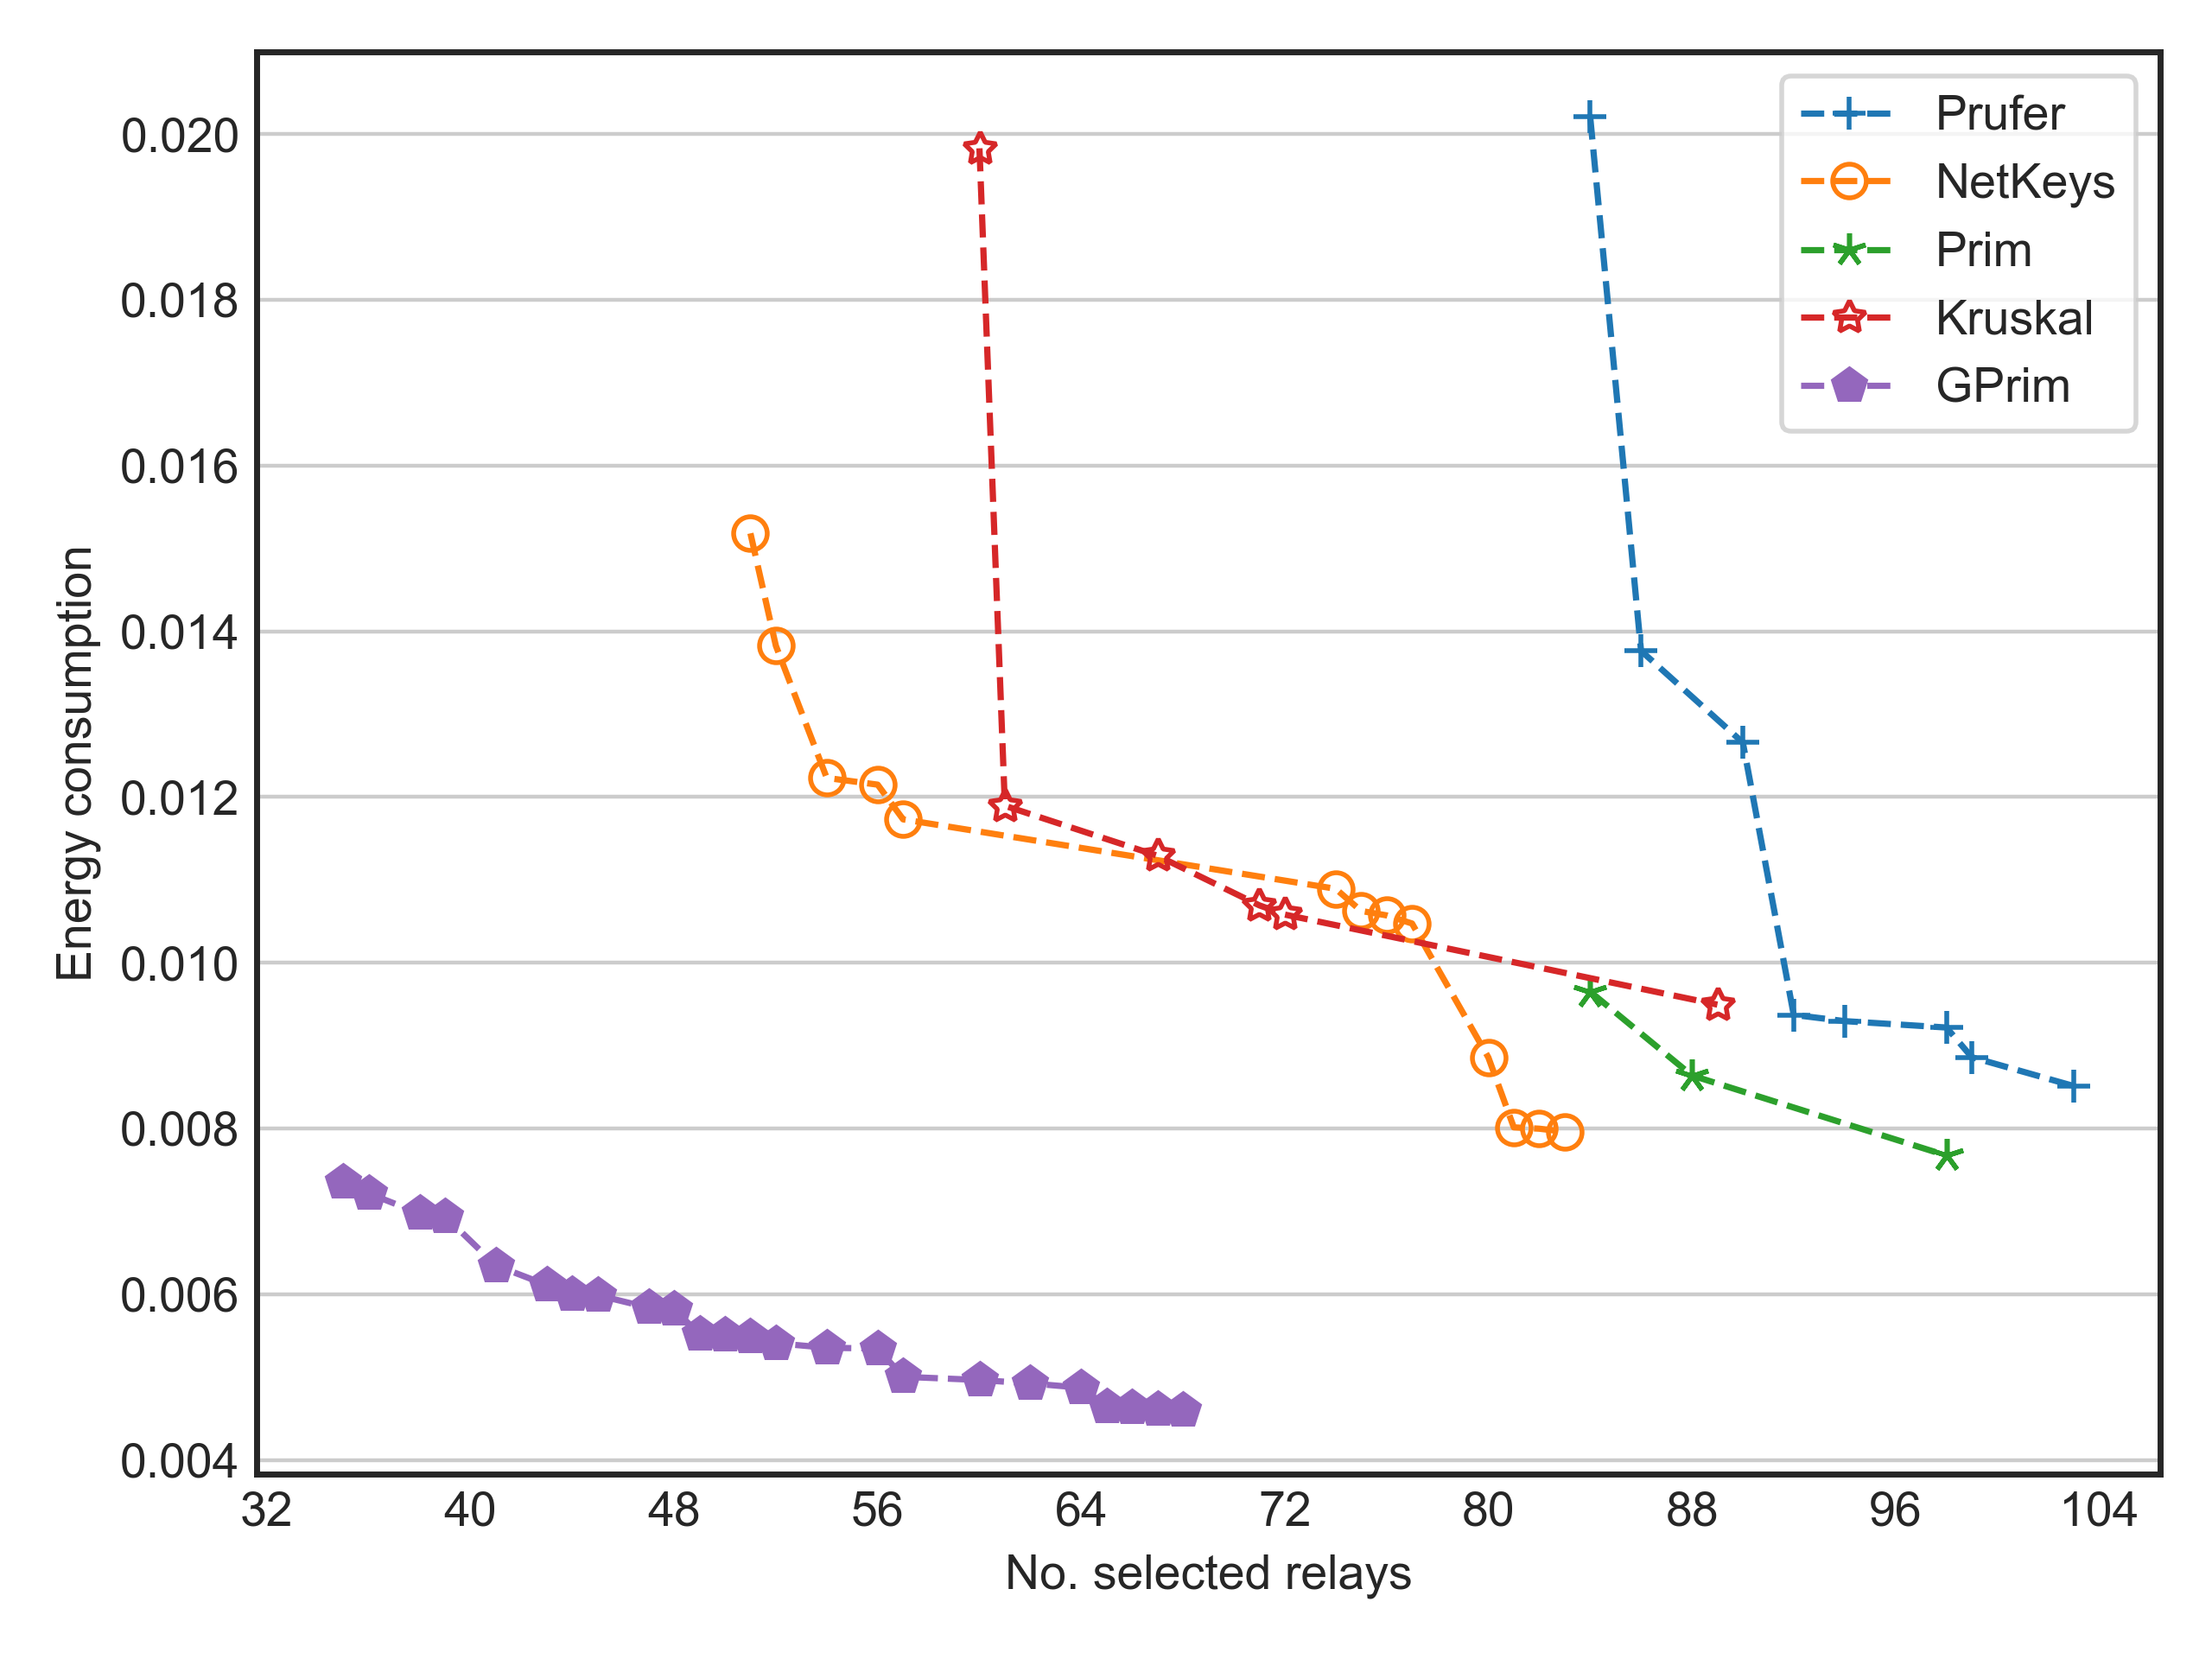 Prufer
NetKeys
Prim
Kruskal
GPrim
0.020
0.018
0.016
0.014
0.012
0.010
0.008
0.006
0.004
Energy consumption
32 40 48 56 64 72 80 88 96 104
No. selected relays